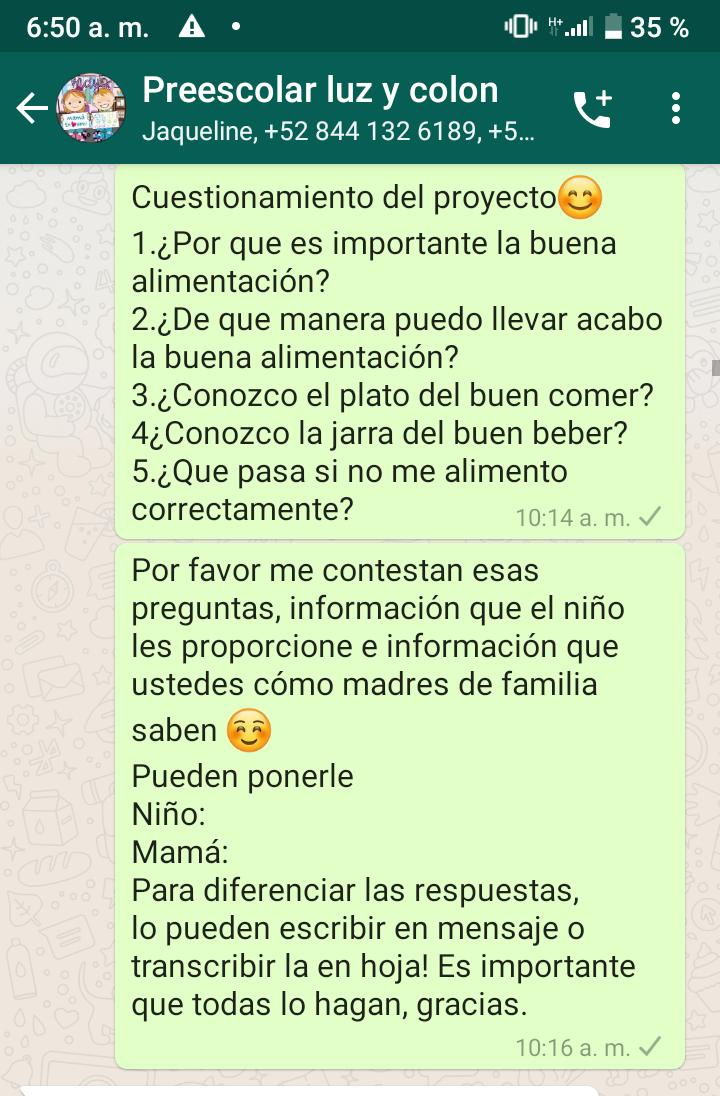 6:50 a. m.
H+
35 %
Preescolar luz y colon
Jaqueline, +52 844 132 6189, +5...
Cuestionamiento del proyecto😊
1.¿Por que es importante la buena
alimentación?
2.¿De que manera puedo llevar acabo
la buena alimentación?
3.¿Conozco el plato del buen comer?
4¿Conozco la jarra del buen beber?
5.¿Que pasa si no me alimento
correctamente?
10:14 a. m.
Por favor me contestan esas
preguntas, información que el niño
les proporcione e información que
ustedes cómo madres de familia
saben ☺️
Pueden ponerle
Niño:
Mamá:
Para diferenciar las respuestas,
lo pueden escribir en mensaje o
transcribir la en hoja! Es importante
que todas lo hagan, gracias.
10:16 a. m.